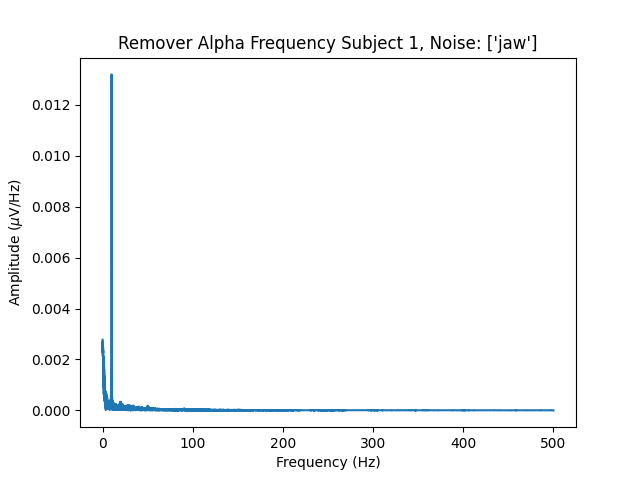 Remover Alpha Frequency Subject 1, Noise: ['jaw']
0.012
0.010
0.008
0.006
0.004
0.002
0.000
Amplitude (μV/Hz)
0 100 200 300 400 500
Frequency (Hz)